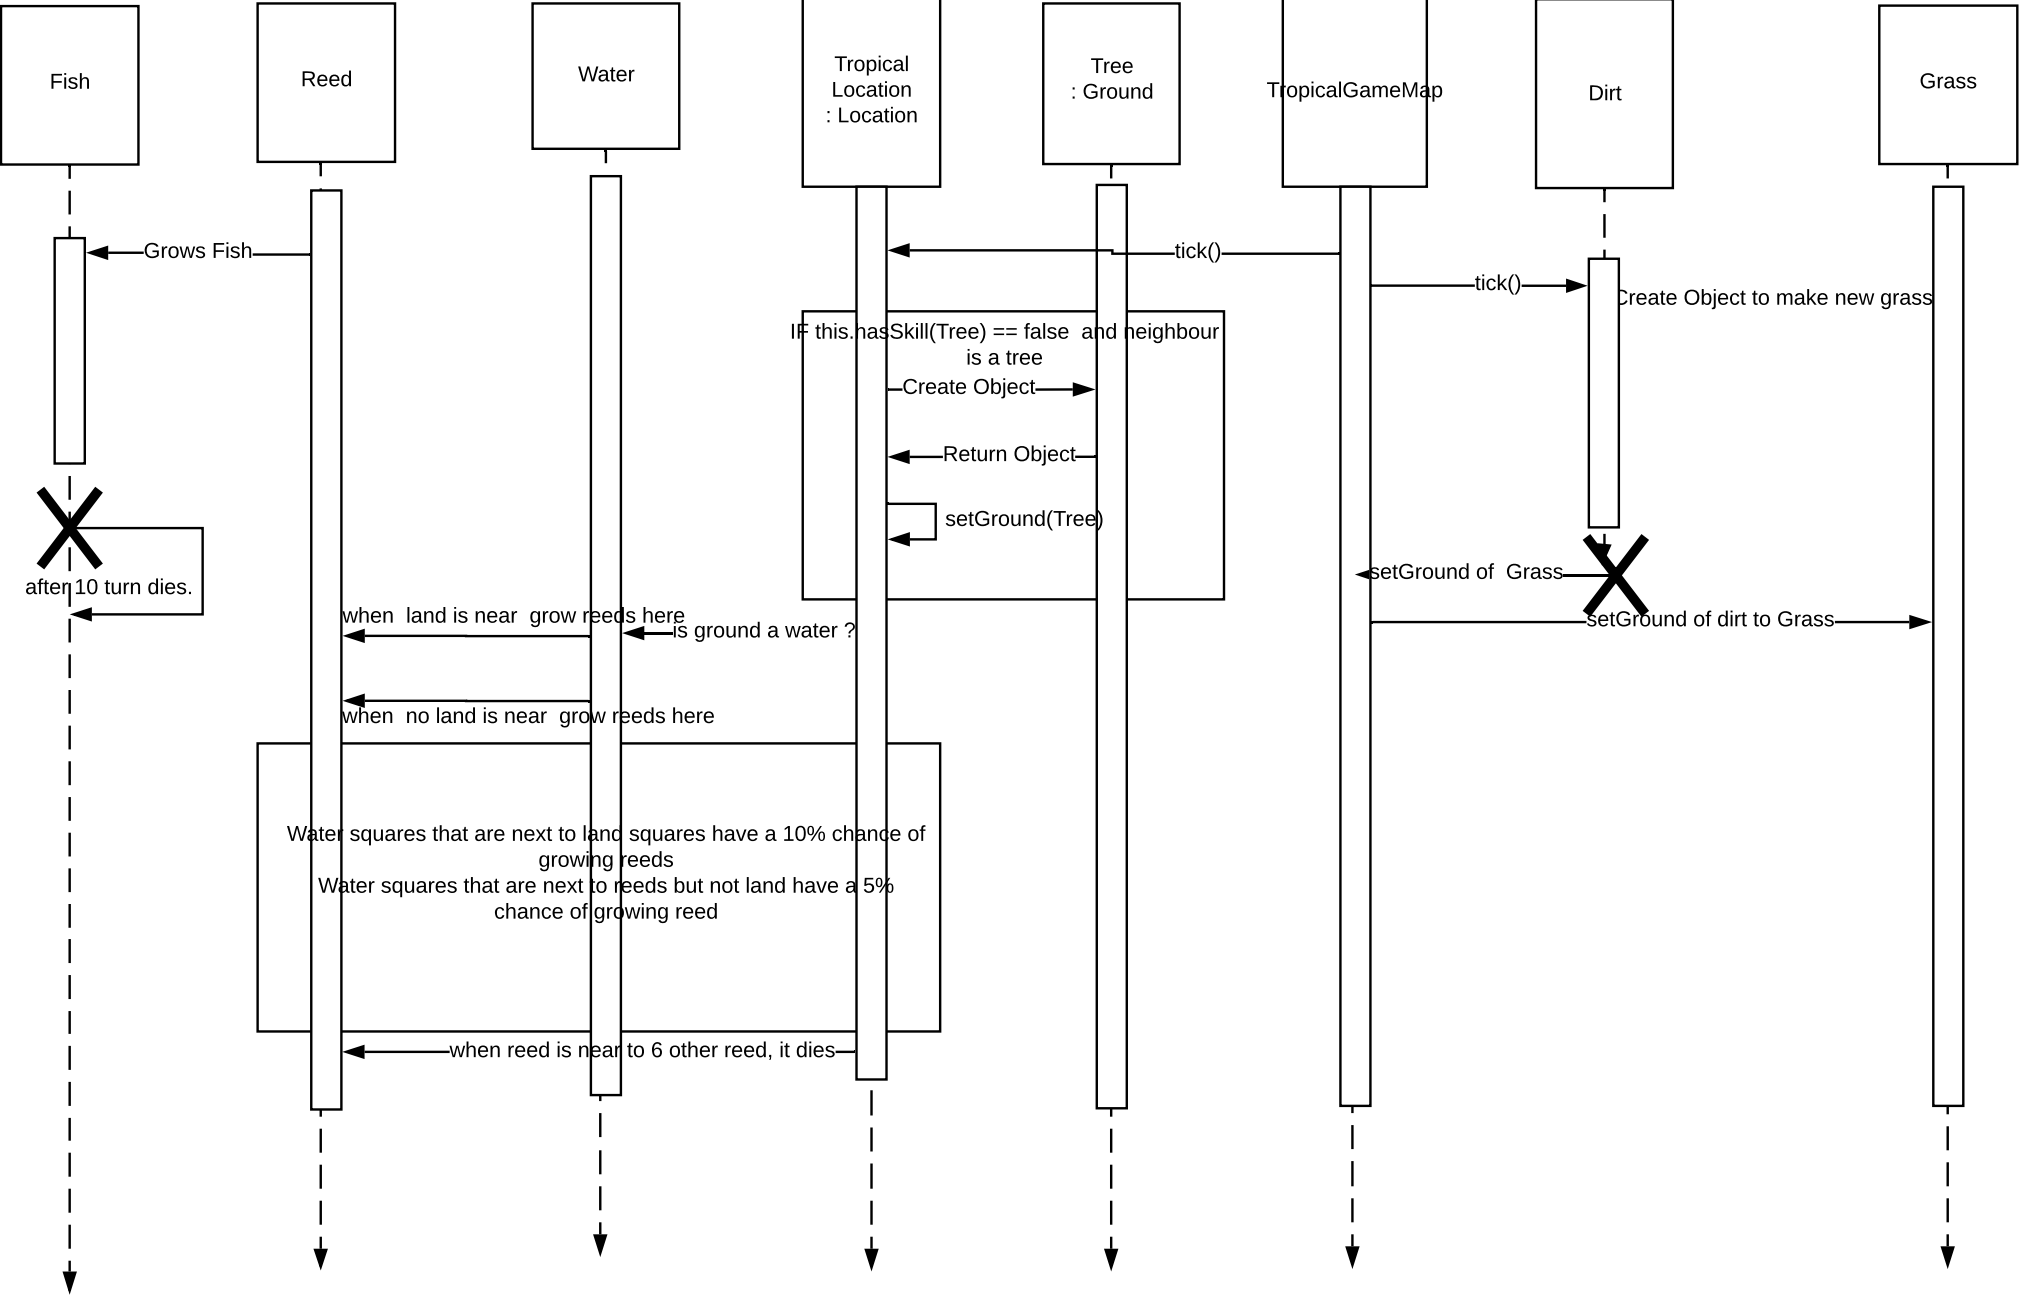 Fish
Reed
Water
Tropical
Location
: Location
Tree
: Ground
TropicalGameMap
Dirt
Grass
Grows Fish
tick()
tick()
Create Object to make new grass
IF this.hasSkill(Tree) == false  and neighbour
is a tree
Create Object
Return Object
setGround(Tree)
setGround of  Grass
after 10 turn dies.
when  land is near  grow reeds here
is ground a water ?
setGround of dirt to Grass
when  no land is near  grow reeds here
Water squares that are next to land squares have a 10% chance of
growing reeds
Water squares that are next to reeds but not land have a 5%
chance of growing reed
when reed is near to 6 other reed, it dies